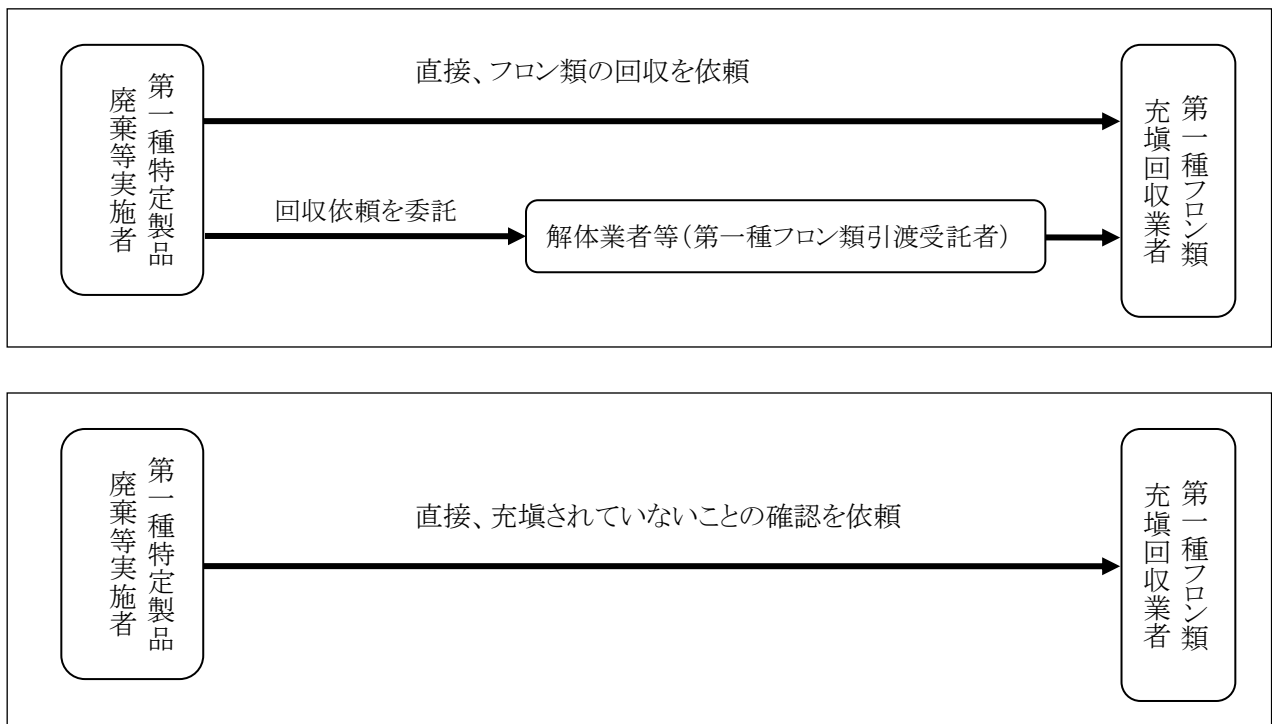 第一種特定製品
廃棄等実施者
直接、フロン類の回収を依頼
回収依頼を委託
解体業者等（第一種フロン類引渡受託者）
第一種フロン類
充塡回収業者
第一種特定製品
廃棄等実施者
直接、充塡されていないことの確認を依頼
第一種フロン類
充塡回収業者